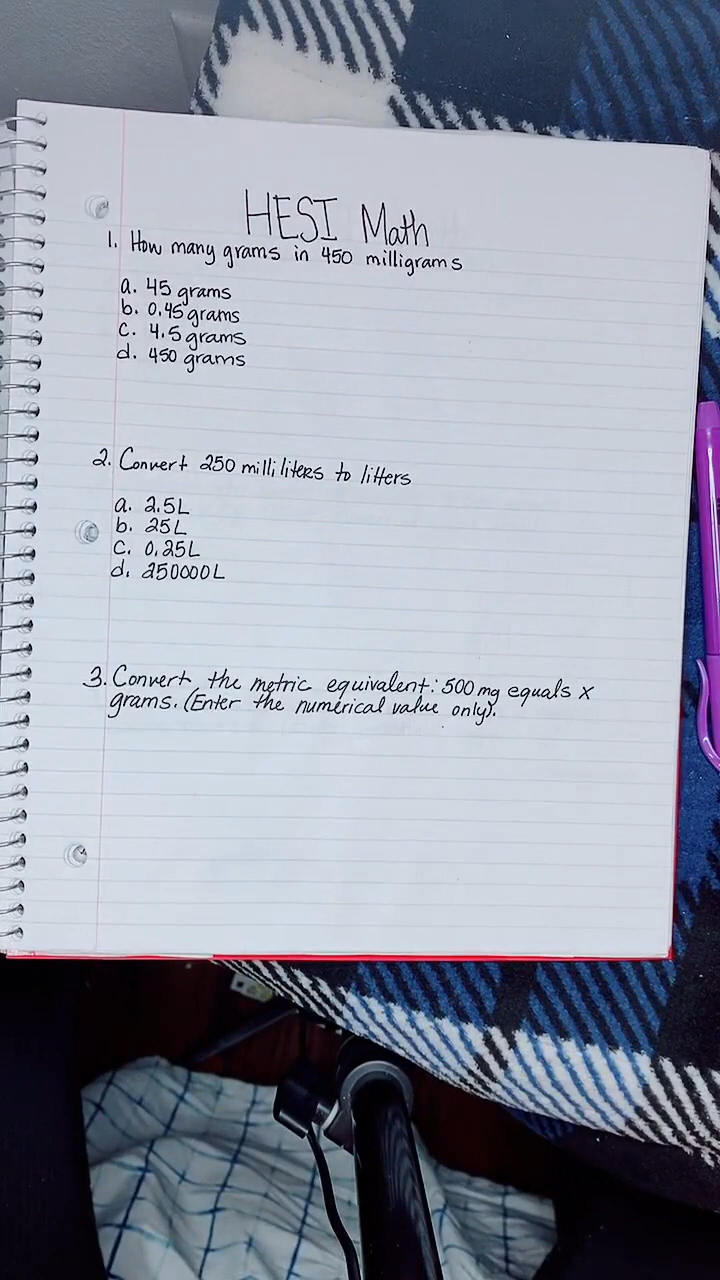 HESI Math
1. How many grams in 450 milligrams
a. 45 grams
b. 0.45 grams
c. 4.5 grams
d. 450 grams
2. Convert 250 milliliters to litters
a. 2.5L
b. 25L
c. 0.25L
d. 250000L
3. Convert the metric equivalent: 500 mg equals x
grams. (Enter the numerical value only).